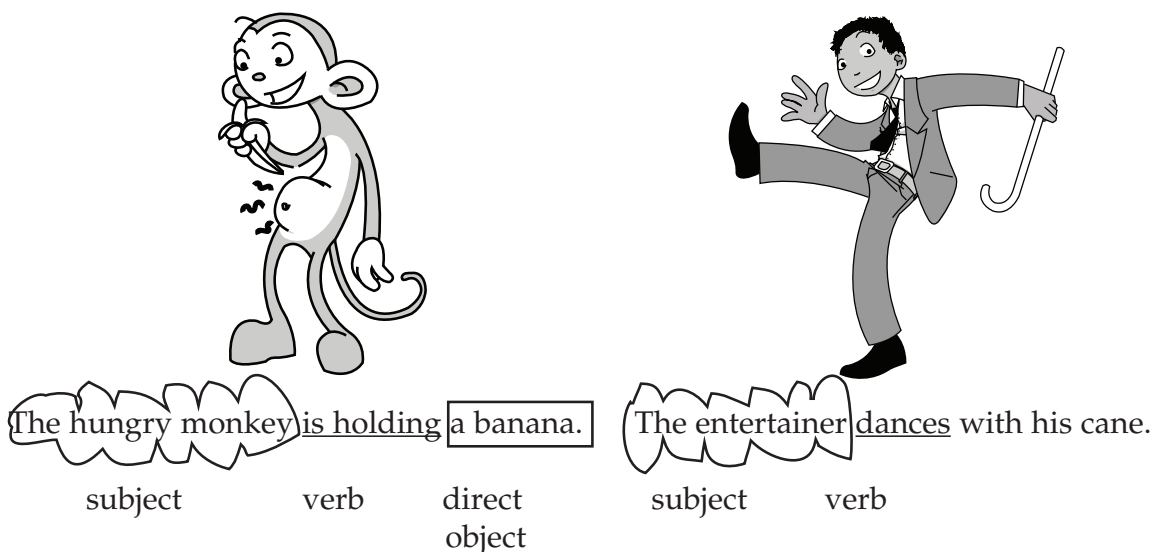 The hungry monkey is holding a banana.
The entertainer dances with his cane.
subject verb direct object
subject verb